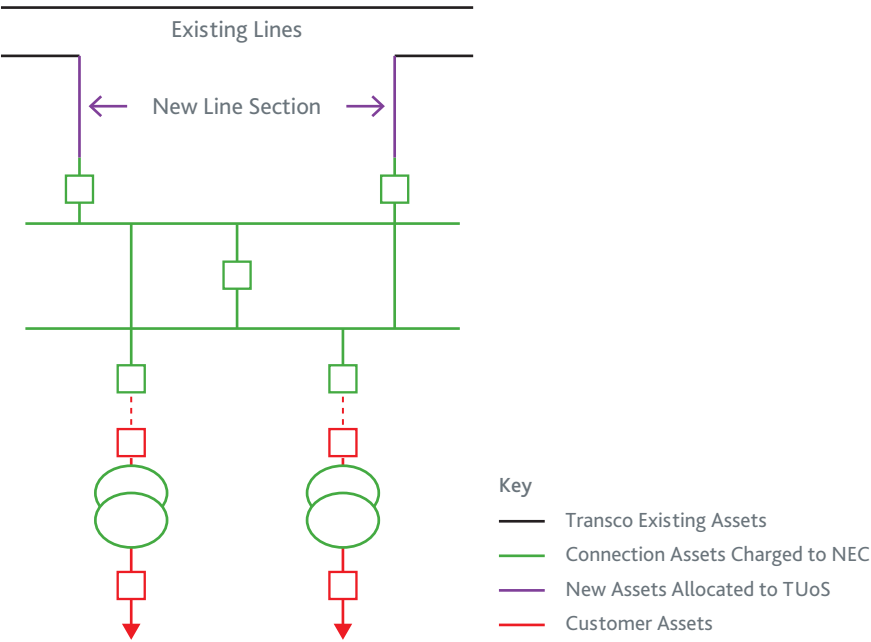 Existing Lines
New Line Section
Key
Transco Existing Assets
Connection Assets Charged to NEC
New Assets Allocated to TUoS
Customer Assets